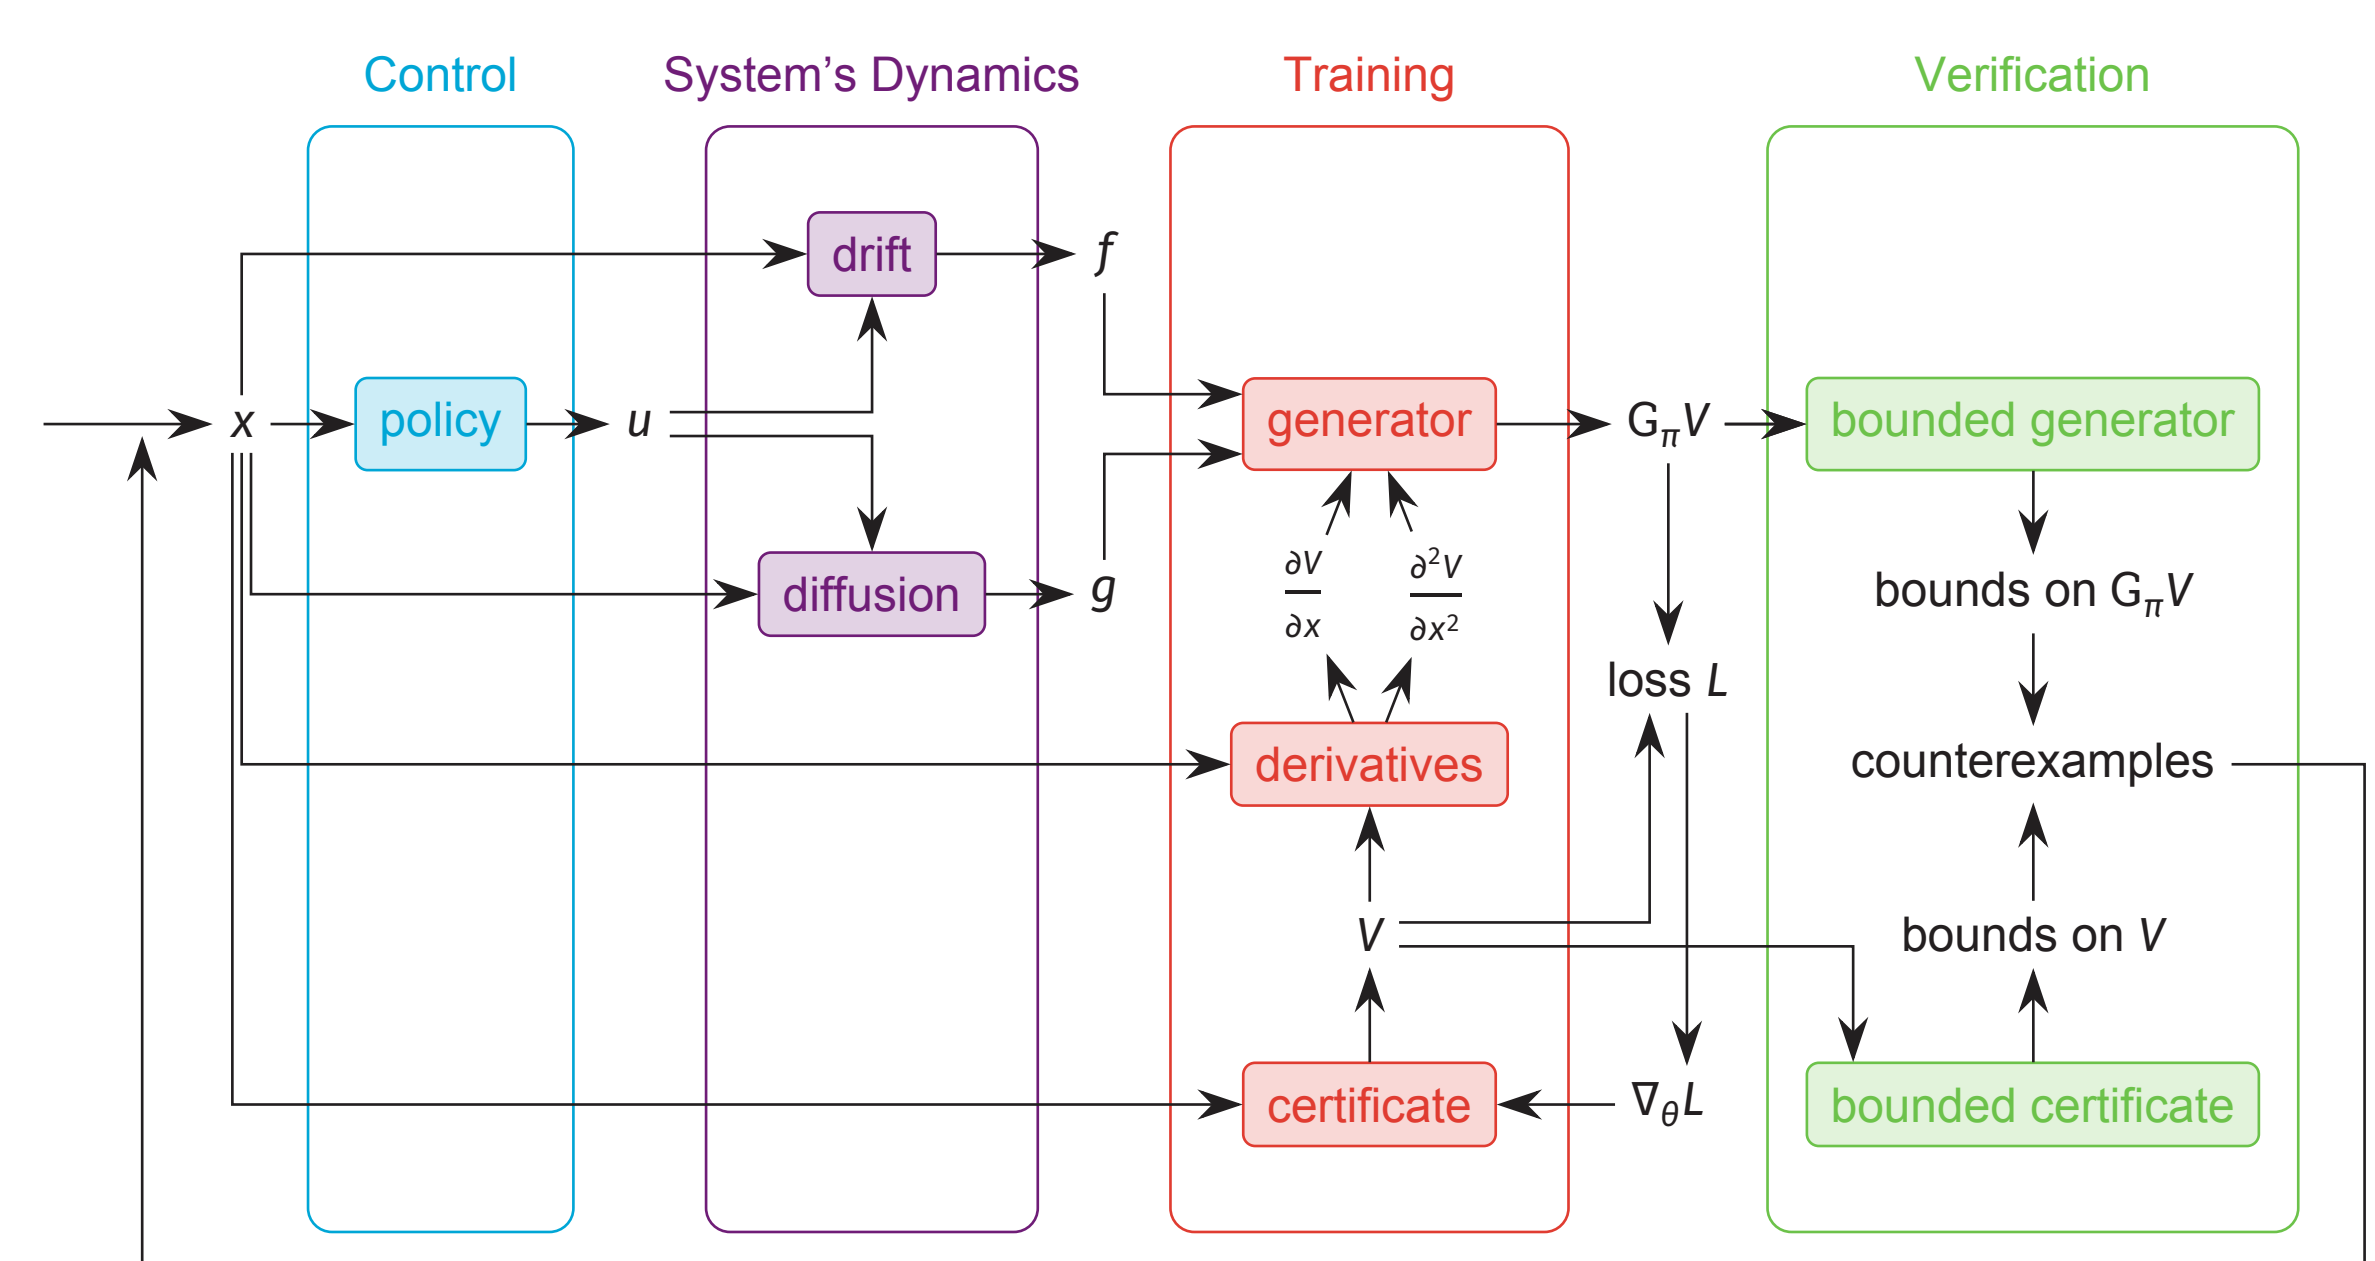 Control
System’s Dynamics
Training
Verification
drift
f
x
policy
u
generator
GπV
bounded generator
diffusion
g
∂V
∂x
∂²V
∂x²
bounds on GπV
loss L
derivatives
counterexamples
V
bounds on V
certificate
∇θL
bounded certificate